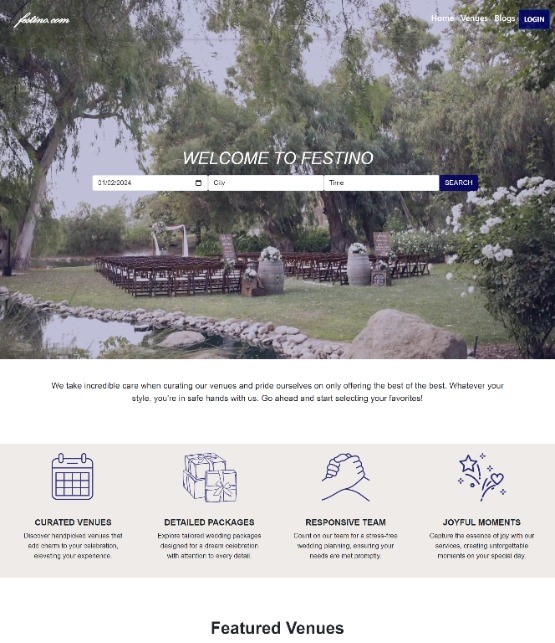 festino.com
Home Venues Blogs LOGIN
WELCOME TO FESTINO
01/02/2024 City Time SEARCH
We take incredible care when curating our venues and pride ourselves on only offering the best of the best. Whatever your
style, you're in safe hands with us. Go ahead and start selecting your favorites!
CURATED VENUES
Discover handpicked venues that
add charm to your celebration,
elevating your experience.
DETAILED PACKAGES
Explore tailored wedding packages
designed for a dream celebration
with attention to every detail.
RESPONSIVE TEAM
Count on our team for a stress-free
wedding planning, ensuring your
needs are met promptly.
JOYFUL MOMENTS
Capture the essence of joy with our
services, creating unforgettable
moments on your special day.
Featured Venues